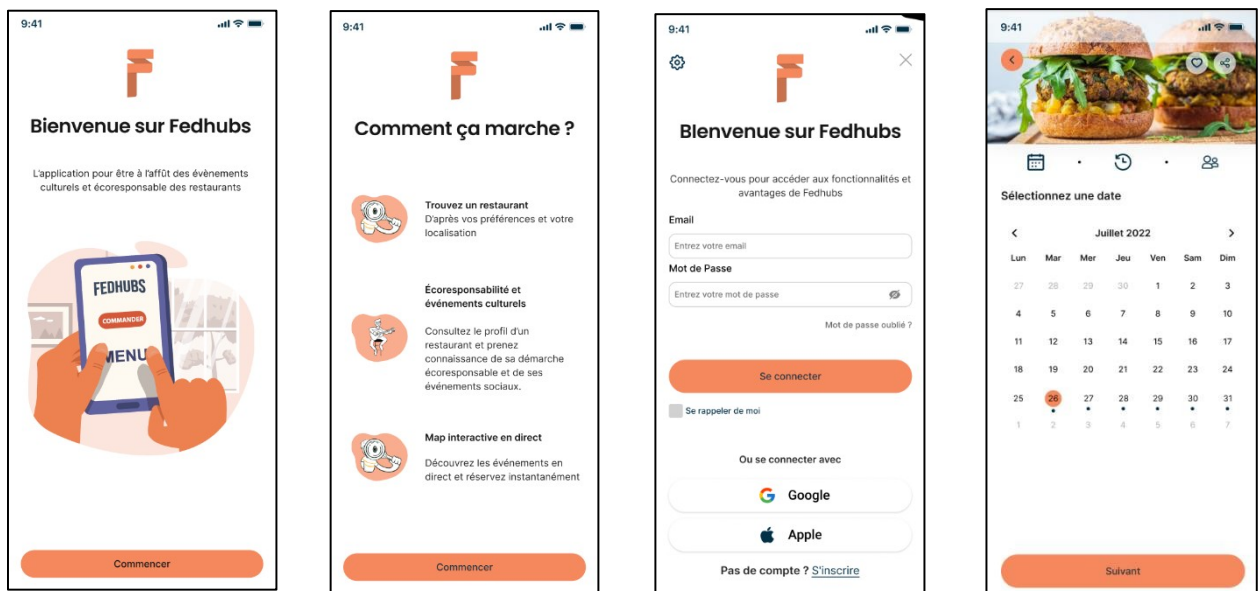 9:41
Bienvenue sur Fedhubs
L'application pour être à l'affût des évènements
culturels et écoresponsable des restaurants
FEDHUBS
COMMANDER
MENU
Commencer
9:41
Comment ça marche ?
Trouvez un restaurant
D'après vos préférences et votre
localisation
Écoresponsabilité et
événements culturels
Consultez le profil d'un
restaurant et prenez
connaissance de sa démarche
écoresponsable et de ses
événements sociaux.
Map interactive en direct
Découvrez les événements en
direct et réservez instantanément
Commencer
9:41
BIenvenue sur Fedhubs
Connectez-vous pour accéder aux fonctionnalités et
avantages de Fedhubs
Email
Entrez votre email
Mot de Passe
Entrez votre mot de passe
Mot de passe oublié ?
Se connecter
Se rappeler de moi
Ou se connecter avec
Google
Apple
Pas de compte ? S'inscrire
9:41
Sélectionnez une date
< Juillet 2022 >
Lun Mar Mer Jeu Ven Sam Dim
27 28 29 30 1 2 3
4 5 6 7 8 9 10
11 12 13 14 15 16 17
18 19 20 21 22 23 24
25 26 27 28 29 30 31
1 2 3 4 5 6 7
Suivant